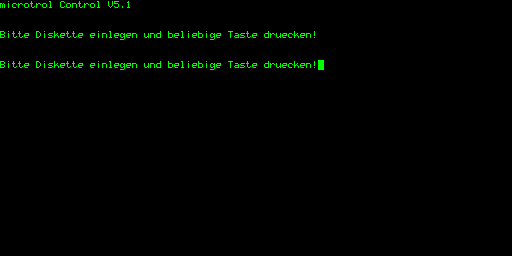 microtrol Control V5.1
Bitte Diskette einlegen und beliebige Taste druecken!
Bitte Diskette einlegen und beliebige Taste druecken!